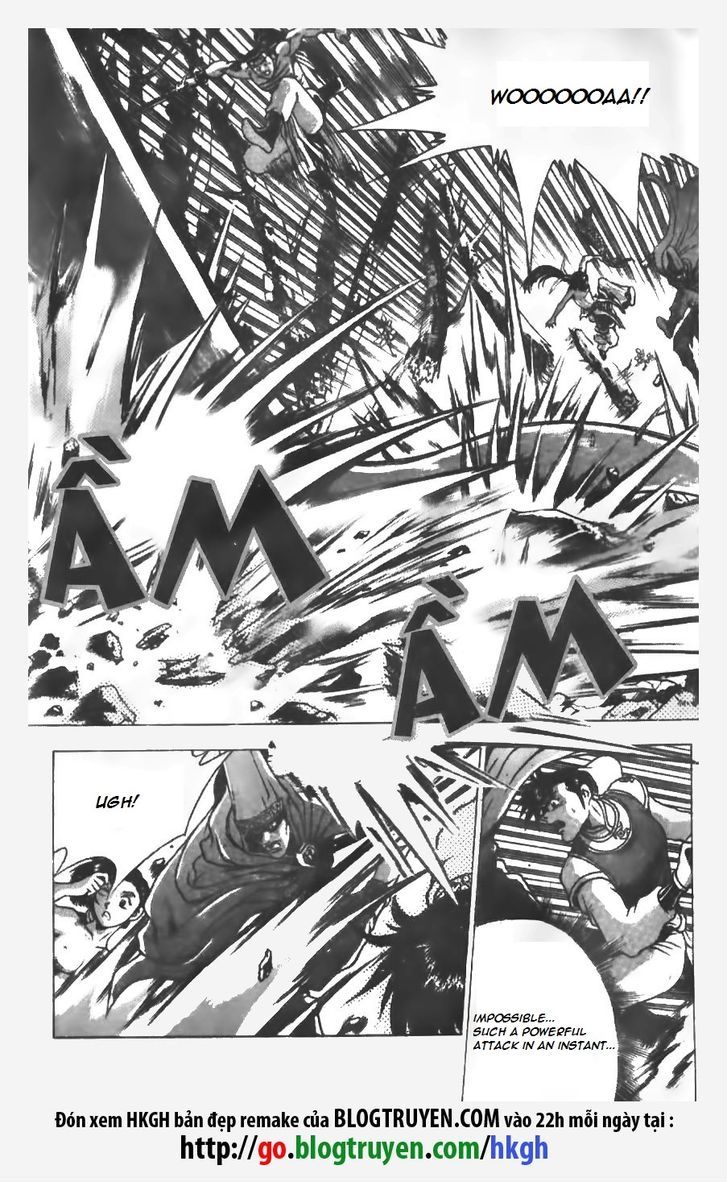 WOOOOOOAA!!
ẦM
ẦM
UGH!
IMPOSSIBLE...
SUCH A POWERFUL
ATTACK IN AN INSTANT...
Đón xem HKGH bản đẹp remake của BLOGTRUYEN.COM vào 22h mỗi ngày tại :
http://go.blogtruyen.com/hkgh